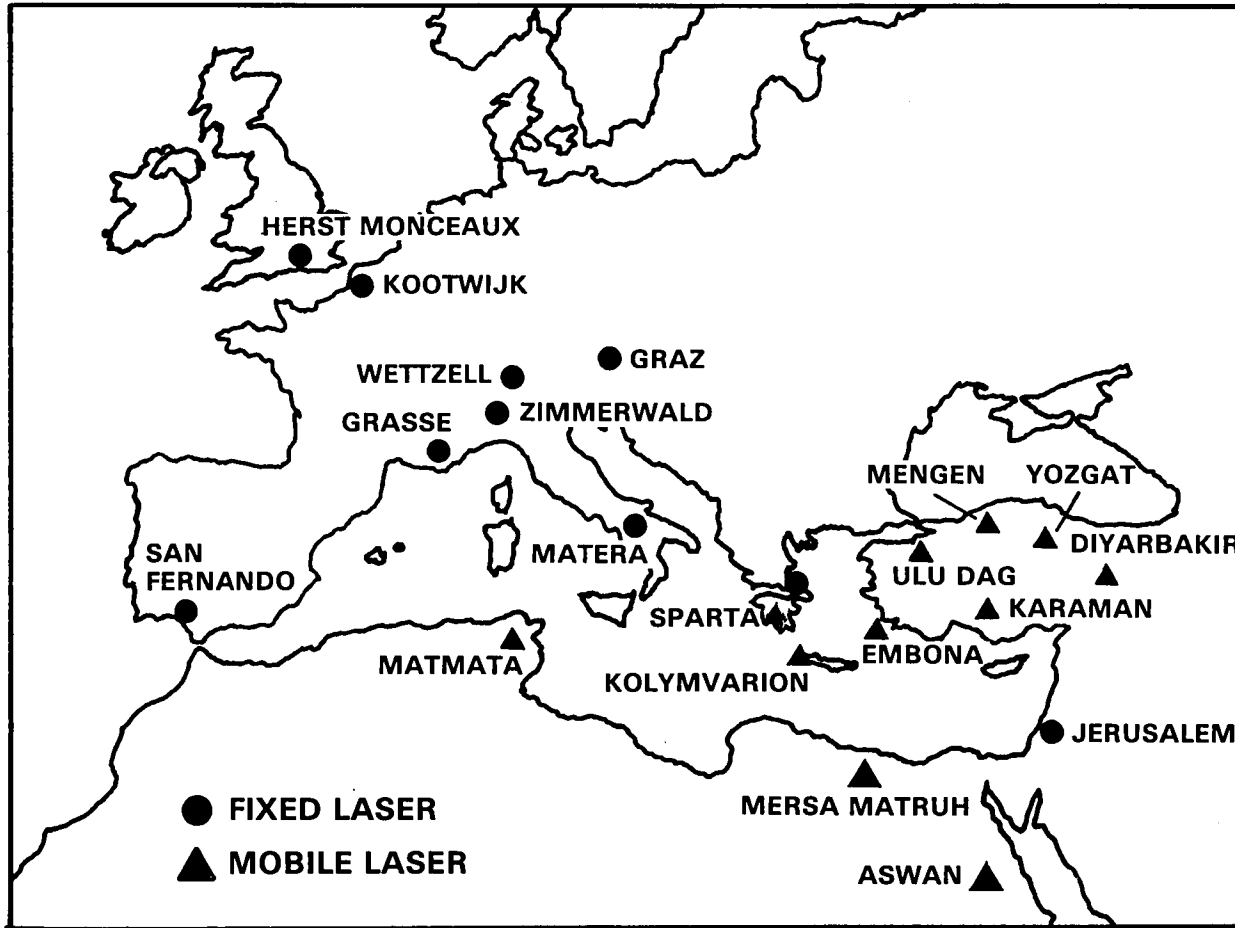 HERST MONCEAUX
KOOTWIJK
GRAZ
WETTZELL
ZIMMERWALD
GRASSE
MENGEN
YOZGAT
SAN
FERNANDO
MATERA
DIYARBAKIR
ULU DAG
KARAMAN
SPARTA
EMBONA
MATMATA
KOLYMVARION
JERUSALEM
MERSA MATRUH
FIXED LASER
MOBILE LASER
ASWAN